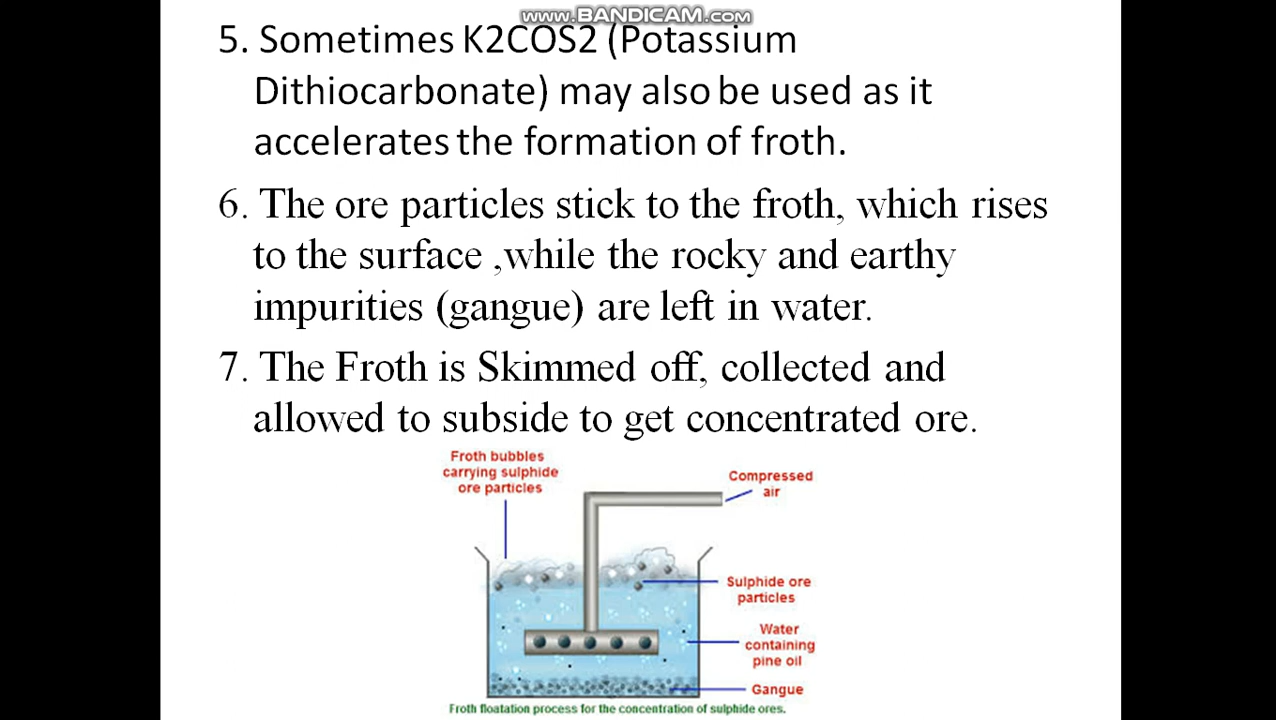 www.BANDICAM.com
5. Sometimes K2COS2 (Potassium
Dithiocarbonate) may also be used as it
accelerates the formation of froth.
6. The ore particles stick to the froth, which rises
to the surface ,while the rocky and earthy
impurities (gangue) are left in water.
7. The Froth is Skimmed off, collected and
allowed to subside to get concentrated ore.
Froth bubbles
carrying sulphide
ore particles
Compressed
air
Sulphide ore
particles
Water
containing
pine oil
Gangue
Froth floatation process for the concentration of sulphide ores.